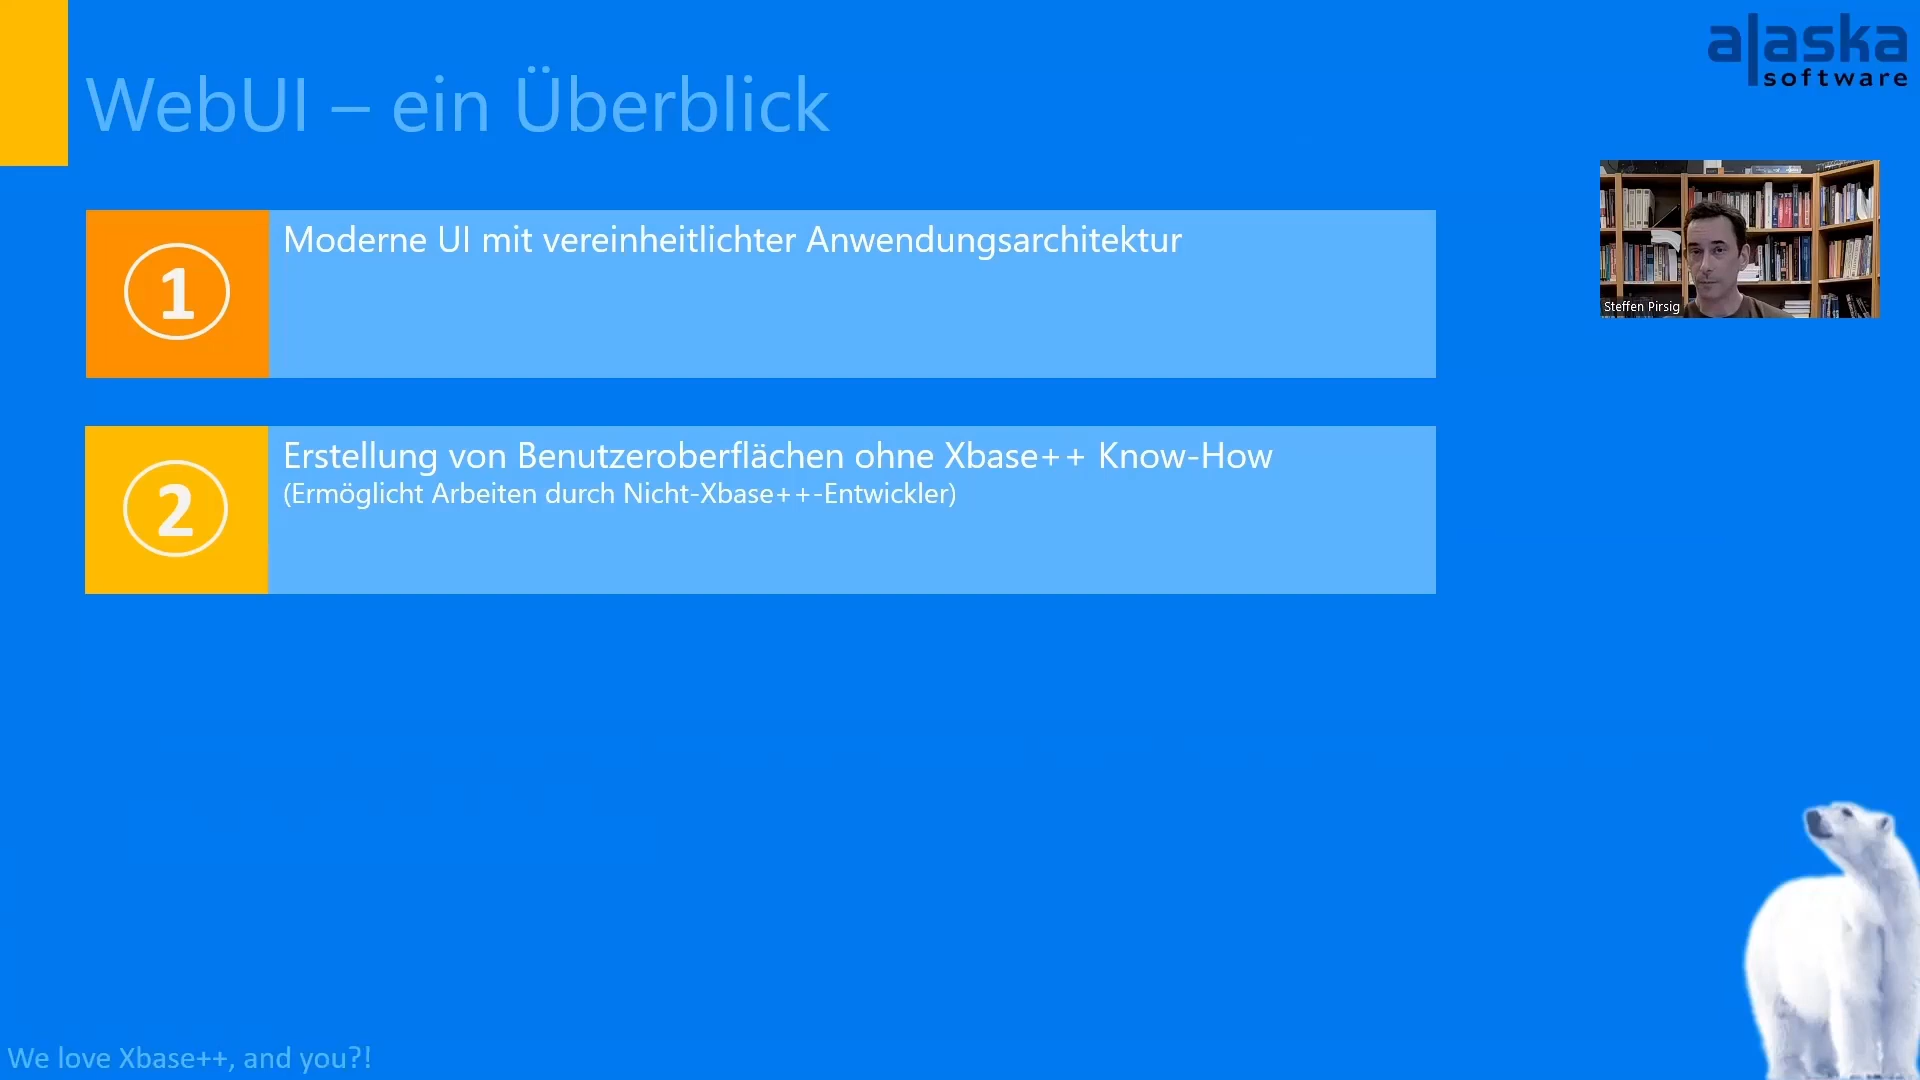 alaska
software
WebUI – ein Überblick
1
Moderne UI mit vereinheitlichter Anwendungsarchitektur
Steffen Pirsig
2
Erstellung von Benutzeroberflächen ohne Xbase++ Know-How
(Ermöglicht Arbeiten durch Nicht-Xbase++-Entwickler)
We love Xbase++, and you?!